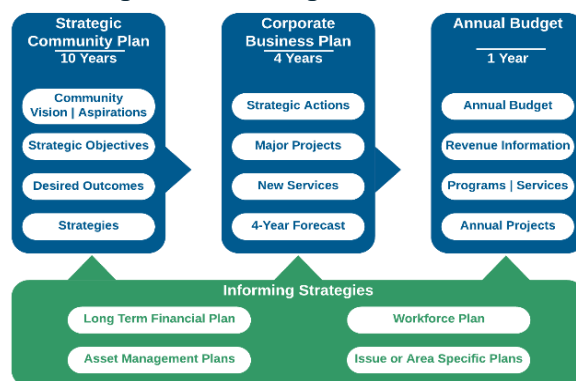 Strategic
Community Plan
10 Years
Community
Vision | Aspirations
Strategic Objectives
Desired Outcomes
Strategies
Corporate
Business Plan
4 Years
Strategic Actions
Major Projects
New Services
4-Year Forecast
Annual Budget
1 Year
Annual Budget
Revenue Information
Programs | Services
Annual Projects
Informing Strategies
Long Term Financial Plan
Workforce Plan
Asset Management Plans
Issue or Area Specific Plans